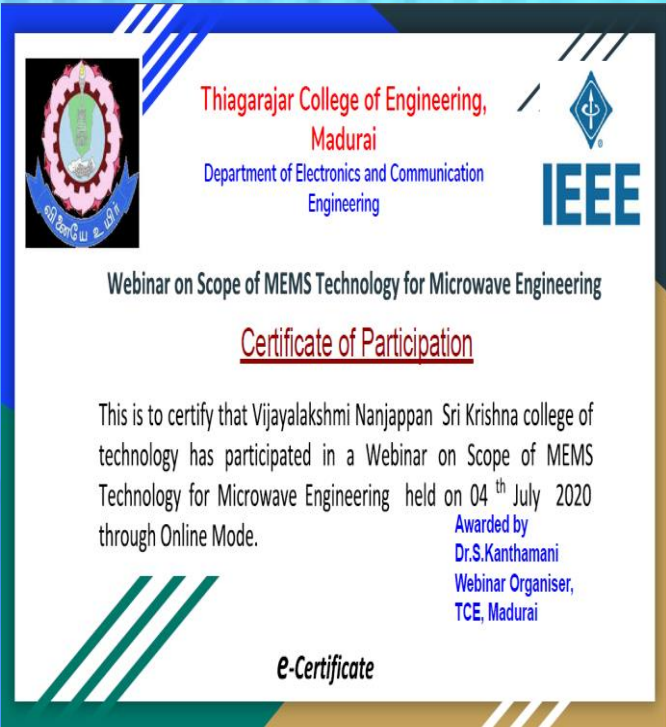 Thiagarajar College of Engineering,
Madurai
Department of Electronics and Communication
Engineering
வினையே உயிர்
IEEE
Webinar on Scope of MEMS Technology for Microwave Engineering
Certificate of Participation
This is to certify that Vijayalakshmi Nanjappan Sri Krishna college of
technology has participated in a Webinar on Scope of MEMS
Technology for Microwave Engineering held on 04 th July 2020
through Online Mode.
Awarded by
Dr.S.Kanthamani
Webinar Organiser,
TCE, Madurai
e-Certificate